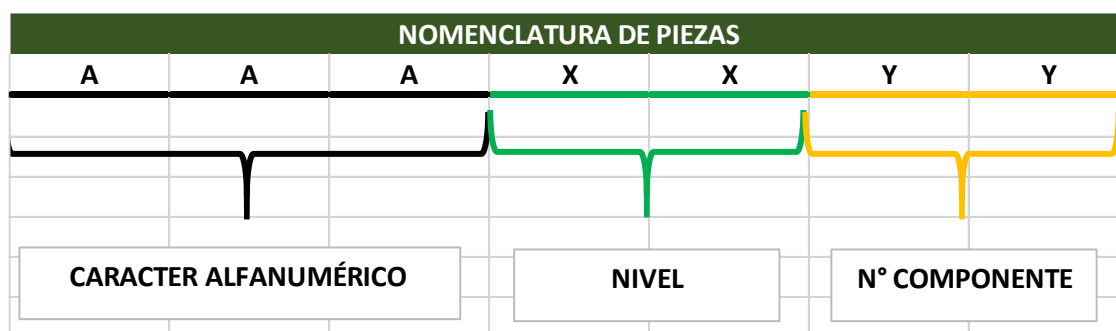 NOMENCLATURA DE PIEZAS
A A A X X Y Y
CARACTER ALFANUMÉRICO NIVEL N° COMPONENTE